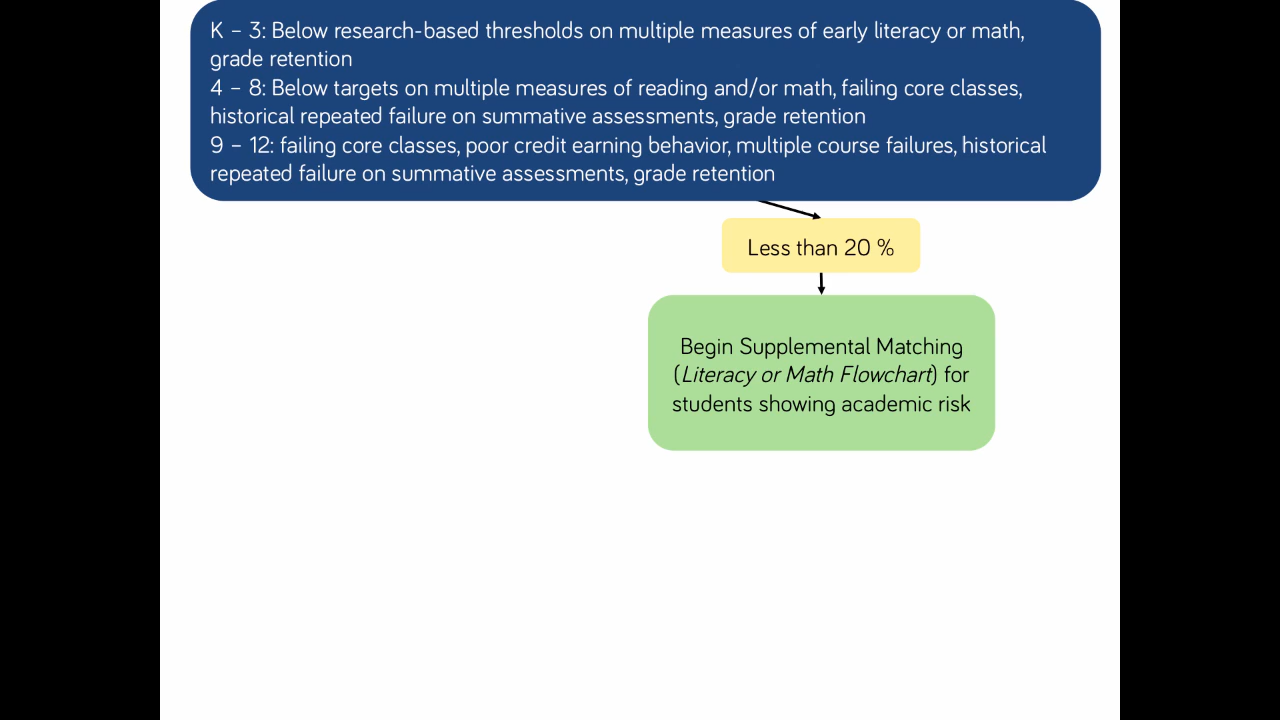 K – 3: Below research-based thresholds on multiple measures of early literacy or math,
grade retention
4 – 8: Below targets on multiple measures of reading and/or math, failing core classes,
historical repeated failure on summative assessments, grade retention
9 – 12: failing core classes, poor credit earning behavior, multiple course failures, historical
repeated failure on summative assessments, grade retention
Less than 20 %
Begin Supplemental Matching
(Literacy or Math Flowchart) for
students showing academic risk